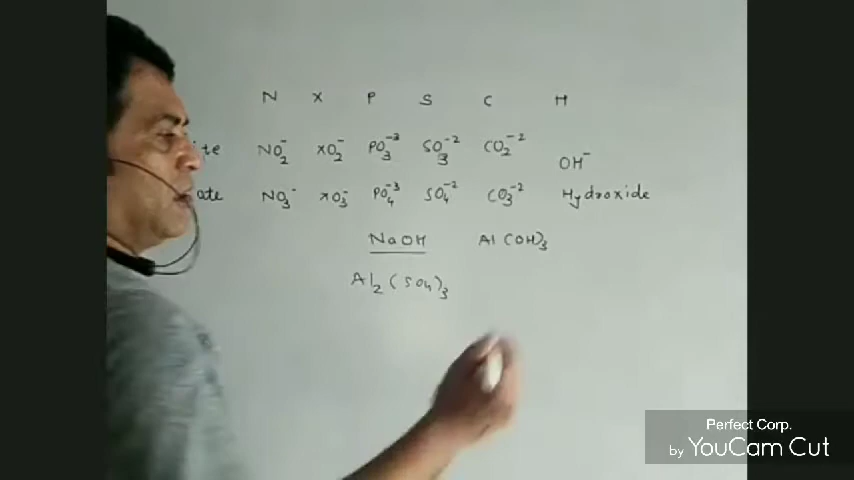 N X P S C H
ite NO₂⁻ XO₂⁻ PO₃⁻³ SO₃⁻² CO₂⁻²
OH⁻
ate NO₃⁻ XO₃⁻ PO₄⁻³ SO₄⁻² CO₃⁻² Hydroxide
NaOH Al(OH)₃
Al₂(SO₄)₃
Perfect Corp.
by YouCam Cut